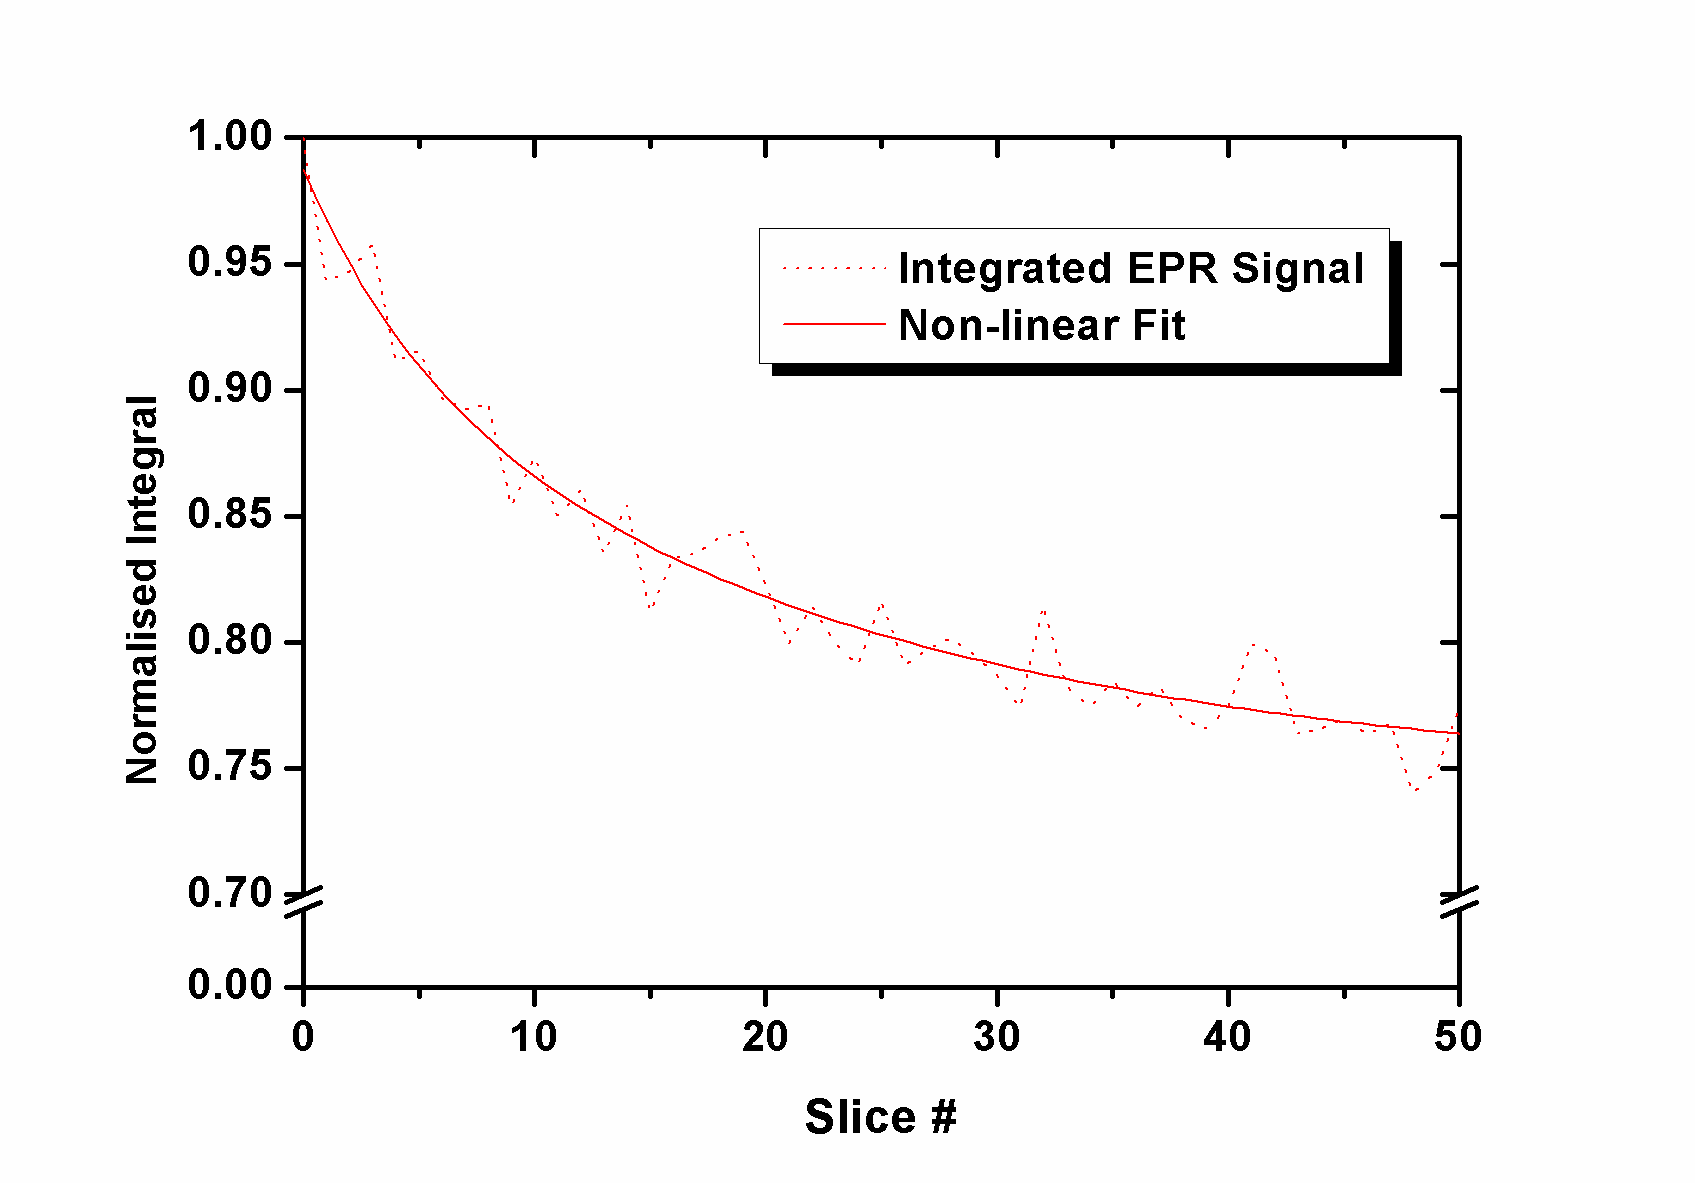 1.00
0.95
0.90
0.85
0.80
0.75
0.70
0.00
Normalised Integral
Integrated EPR Signal
Non-linear Fit
0 10 20 30 40 50
Slice #